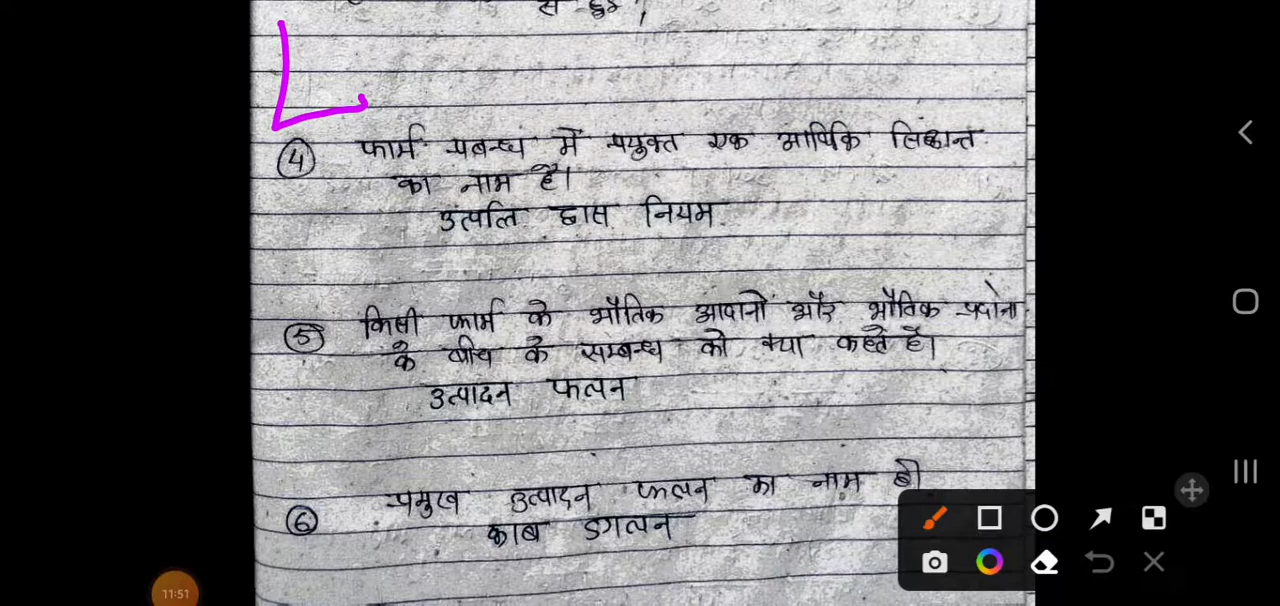 से हुई,
④ फार्म प्रबन्ध में प्रयुक्त एक आर्थिक सिद्धान्त
का नाम है।
उत्पत्ति ह्रास नियम
⑤ किसी फार्म के भौतिक आदानों और भौतिक प्रदोना
के बीच के सम्बन्ध को क्या कहते हैं।
उत्पादन फलन
⑥ प्रमुख उत्पादन फलन का नाम
काब डगलन
11:51